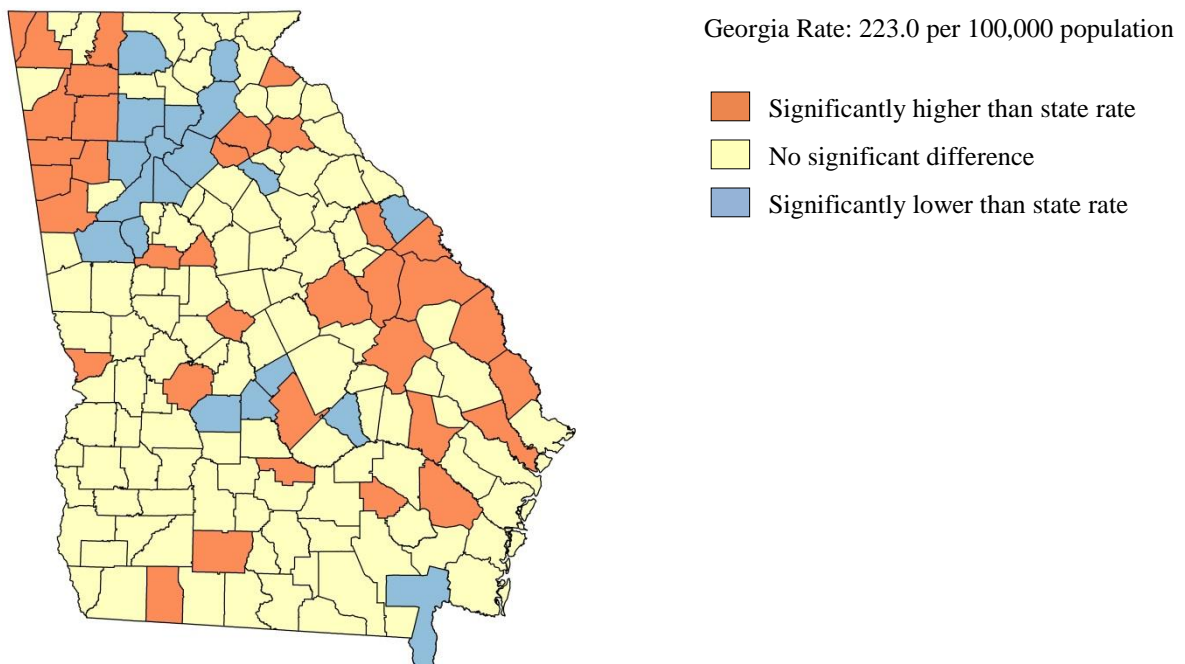 Georgia Rate: 223.0 per 100,000 population
Significantly higher than state rate
No significant difference
Significantly lower than state rate